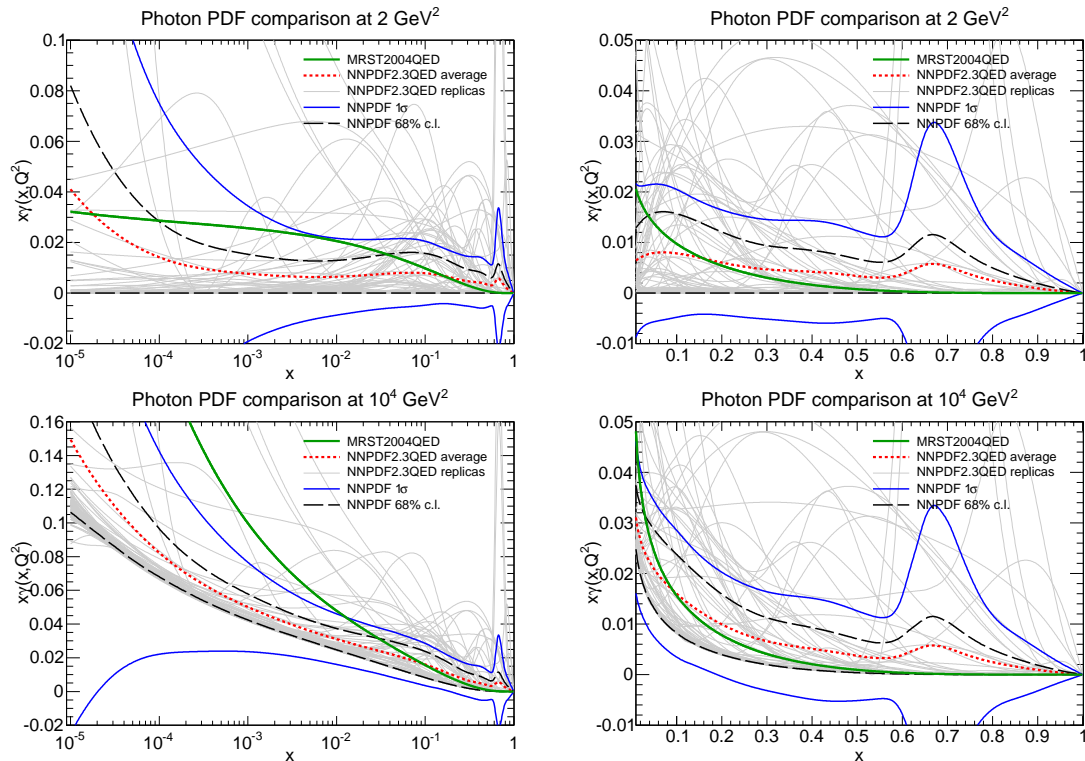 Photon PDF comparison at 2 GeV²
0.1
0.08
0.06
0.04
0.02
0
-0.02
xγ(x,Q²)
MRST2004QED
NNPDF2.3QED average
NNPDF2.3QED replicas
NNPDF 1σ
NNPDF 68% c.l.
10⁻⁵ 10⁻⁴ 10⁻³ 10⁻² 10⁻¹ 1
x
Photon PDF comparison at 2 GeV²
0.05
0.04
0.03
0.02
0.01
0
-0.01
xγ(x,Q²)
MRST2004QED
NNPDF2.3QED average
NNPDF2.3QED replicas
NNPDF 1σ
NNPDF 68% c.l.
0.1 0.2 0.3 0.4 0.5 0.6 0.7 0.8 0.9 1
x
Photon PDF comparison at 10⁴ GeV²
0.16
0.14
0.12
0.1
0.08
0.06
0.04
0.02
0
-0.02
xγ(x,Q²)
MRST2004QED
NNPDF2.3QED average
NNPDF2.3QED replicas
NNPDF 1σ
NNPDF 68% c.l.
10⁻⁵ 10⁻⁴ 10⁻³ 10⁻² 10⁻¹ 1
x
Photon PDF comparison at 10⁴ GeV²
0.05
0.04
0.03
0.02
0.01
0
-0.01
xγ(x,Q²)
MRST2004QED
NNPDF2.3QED average
NNPDF2.3QED replicas
NNPDF 1σ
NNPDF 68% c.l.
0.1 0.2 0.3 0.4 0.5 0.6 0.7 0.8 0.9 1
x